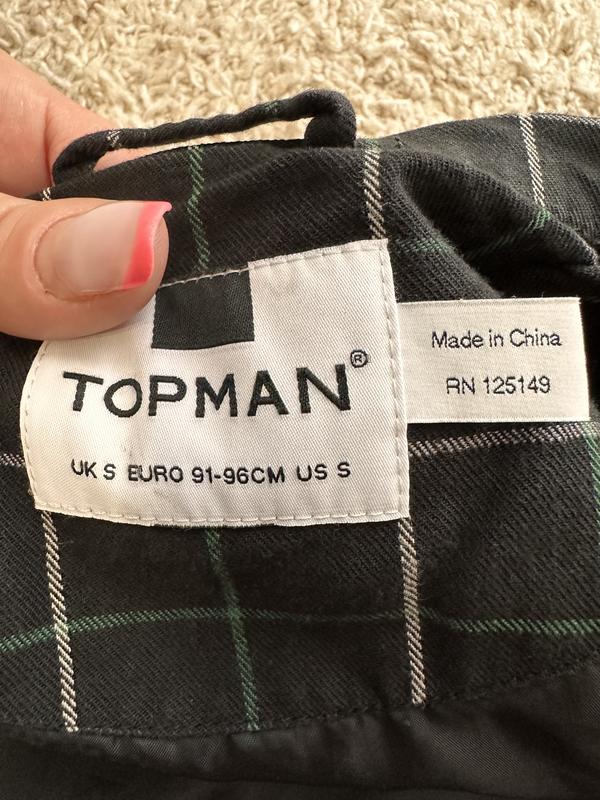 TOPMAN®
UK S EURO 91-96CM US S
Made in China
RN 125149